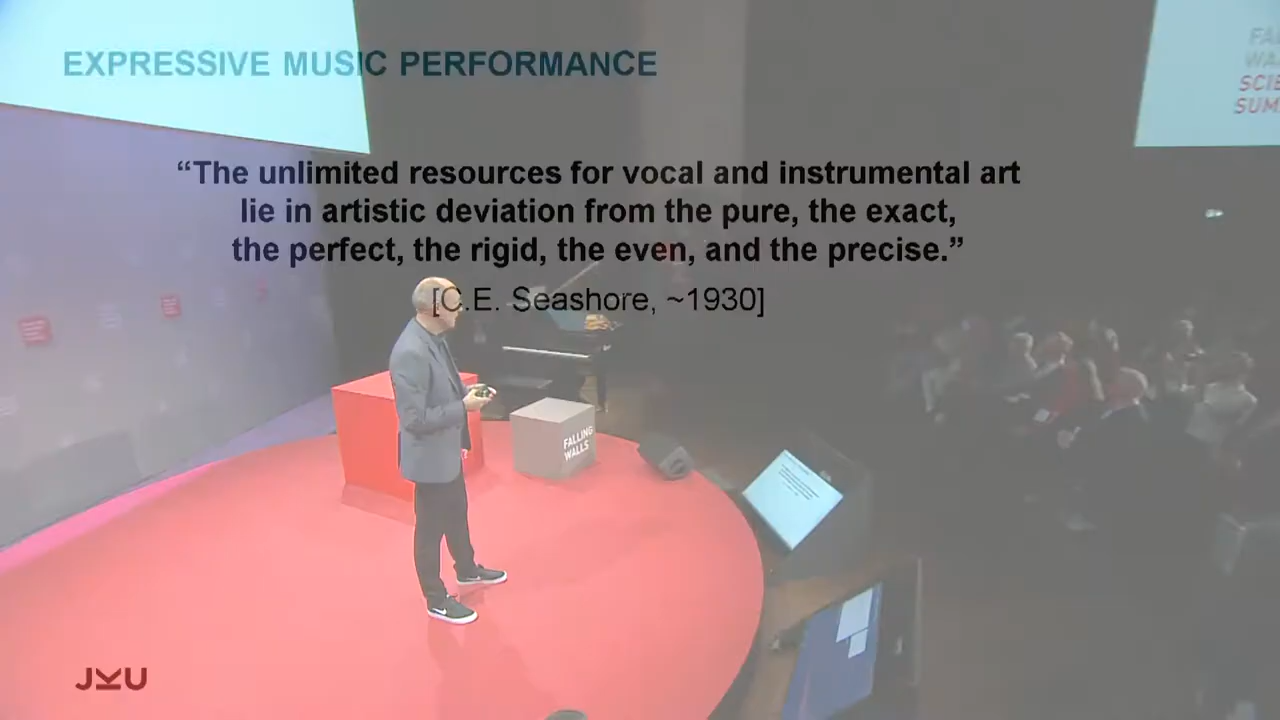 EXPRESSIVE MUSIC PERFORMANCE
“The unlimited resources for vocal and instrumental art
lie in artistic deviation from the pure, the exact,
the perfect, the rigid, the even, and the precise.”
[C.E. Seashore, ~1930]
FALLING
WALLS
JKU